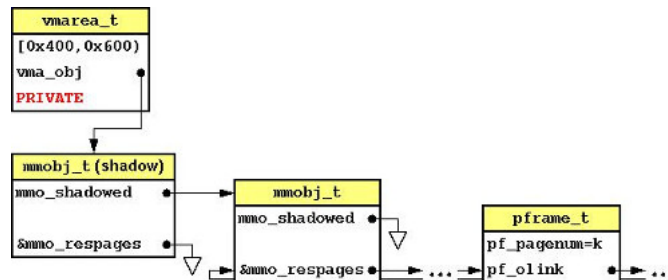 vmarea_t
[0x400,0x600)
vma_obj
PRIVATE
mmobj_t (shadow)
mmo_shadowed
&mmo_respages
mmobj_t
mmo_shadowed
&mmo_respages
...
pframe_t
pf_pagenum=k
pf_olink
..